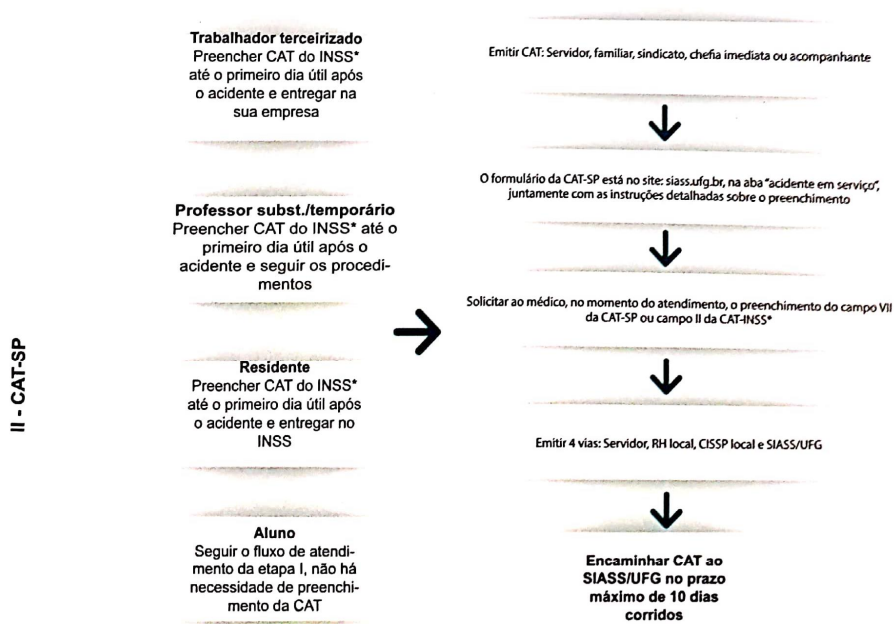 II - CAT-SP
Trabalhador terceirizado
Preencher CAT do INSS*
até o primeiro dia útil após
o acidente e entregar na
sua empresa
Professor subst./temporário
Preencher CAT do INSS* até o
primeiro dia útil após o
acidente e seguir os procedi-
mentos
Residente
Preencher CAT do INSS*
até o primeiro dia útil após
o acidente e entregar no
INSS
Aluno
Seguir o fluxo de atendi-
mento da etapa I, não há
necessidade de preenchi-
mento da CAT
Emitir CAT: Servidor, familiar, sindicato, chefia imediata ou acompanhante
O formulário da CAT-SP está no site: siass.ufg.br, na aba "acidente em serviço",
juntamente com as instruções detalhadas sobre o preenchimento
Solicitar ao médico, no momento do atendimento, o preenchimento do campo VII
da CAT-SP ou campo II da CAT-INSS*
Emitir 4 vias: Servidor, RH local, CISSP local e SIASS/UFG
Encaminhar CAT ao
SIASS/UFG no prazo
máximo de 10 dias
corridos